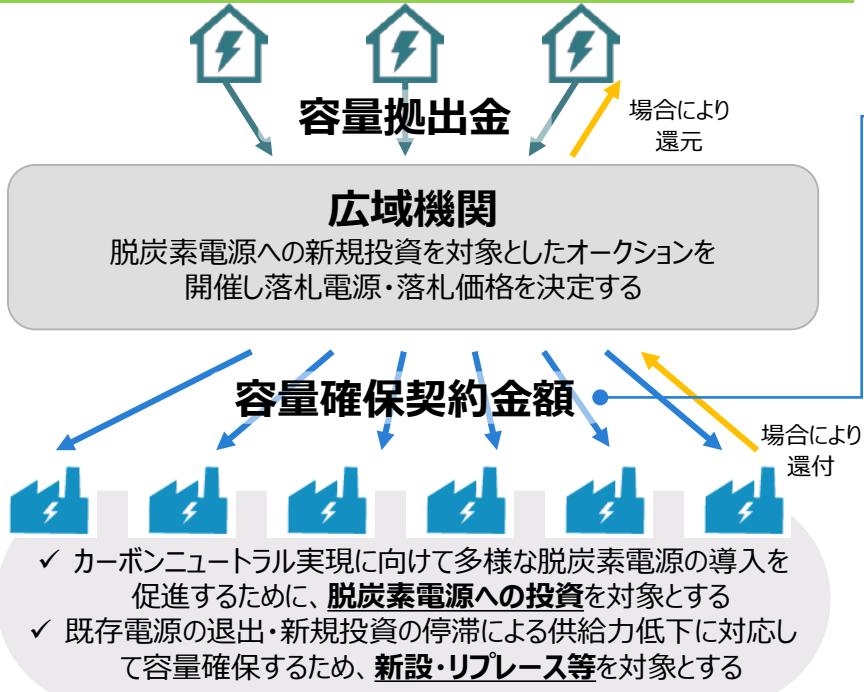 容量拠出金
場合により
還元
広域機関
脱炭素電源への新規投資を対象としたオークションを
開催し落札電源・落札価格を決定する
容量確保契約金額
場合により
還付
✓ カーボンニュートラル実現に向けて多様な脱炭素電源の導入を
促進するために、脱炭素電源への投資を対象とする
✓ 既存電源の退出・新規投資の停滞による供給力低下に対応し
て容量確保するため、新設・リプレース等を対象とする